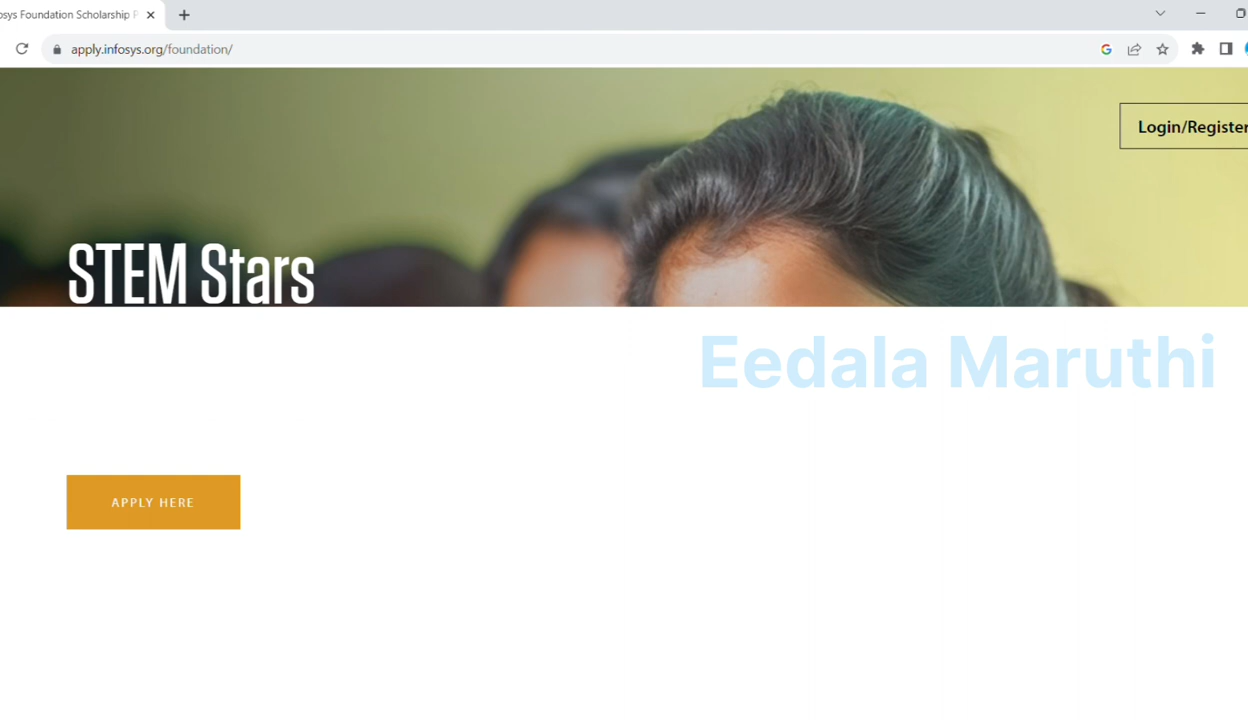 osys Foundation Scholarship P
apply.infosys.org/foundation/
Login/Register
STEM Stars
Eedala Maruthi
APPLY HERE